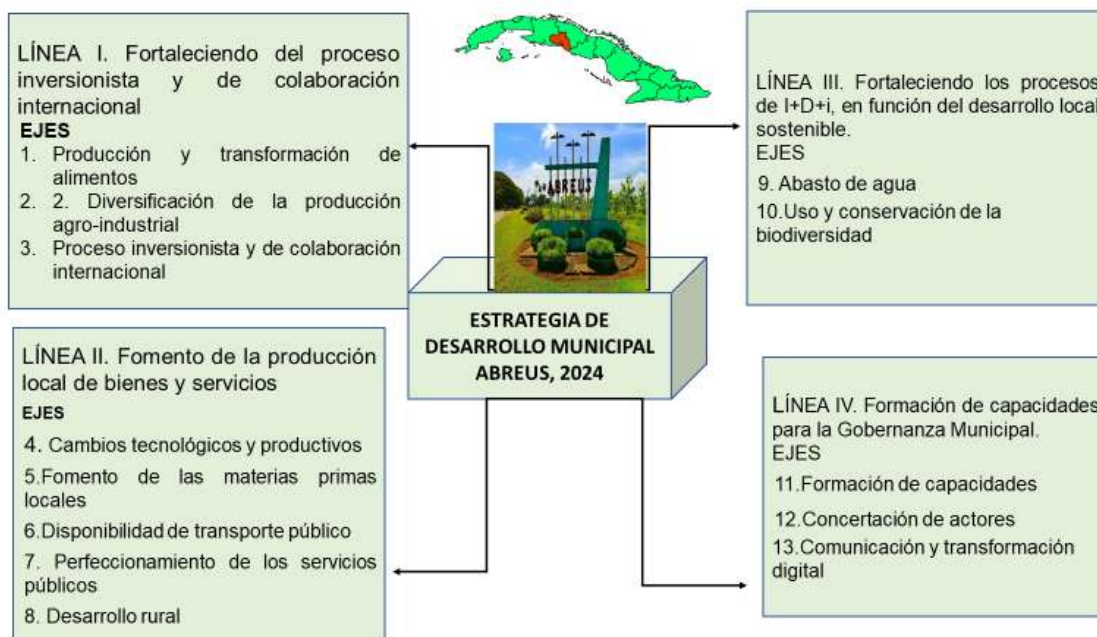 LÍNEA I. Fortaleciendo del proceso
inversionista y de colaboración
internacional
EJES
1. Producción y transformación de
alimentos
2. 2. Diversificación de la producción
agro-industrial
3. Proceso inversionista y de colaboración
internacional
LÍNEA II. Fomento de la producción
local de bienes y servicios
EJES
4. Cambios tecnológicos y productivos
5.Fomento de las materias primas
locales
6.Disponibilidad de transporte público
7. Perfeccionamiento de los servicios
públicos
8. Desarrollo rural
ABREUS
ESTRATEGIA DE
DESARROLLO MUNICIPAL
ABREUS, 2024
LÍNEA III. Fortaleciendo los procesos
de I+D+i, en función del desarrollo local
sostenible.
EJES
9. Abasto de agua
10.Uso y conservación de la
biodiversidad
LÍNEA IV. Formación de capacidades
para la Gobernanza Municipal.
EJES
11.Formación de capacidades
12.Concertación de actores
13.Comunicación y transformación
digital